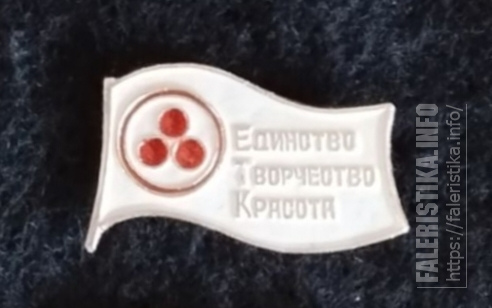 Единство
Творчество
Красота
FALERISTIKA.INFO
https://faleristika.info/